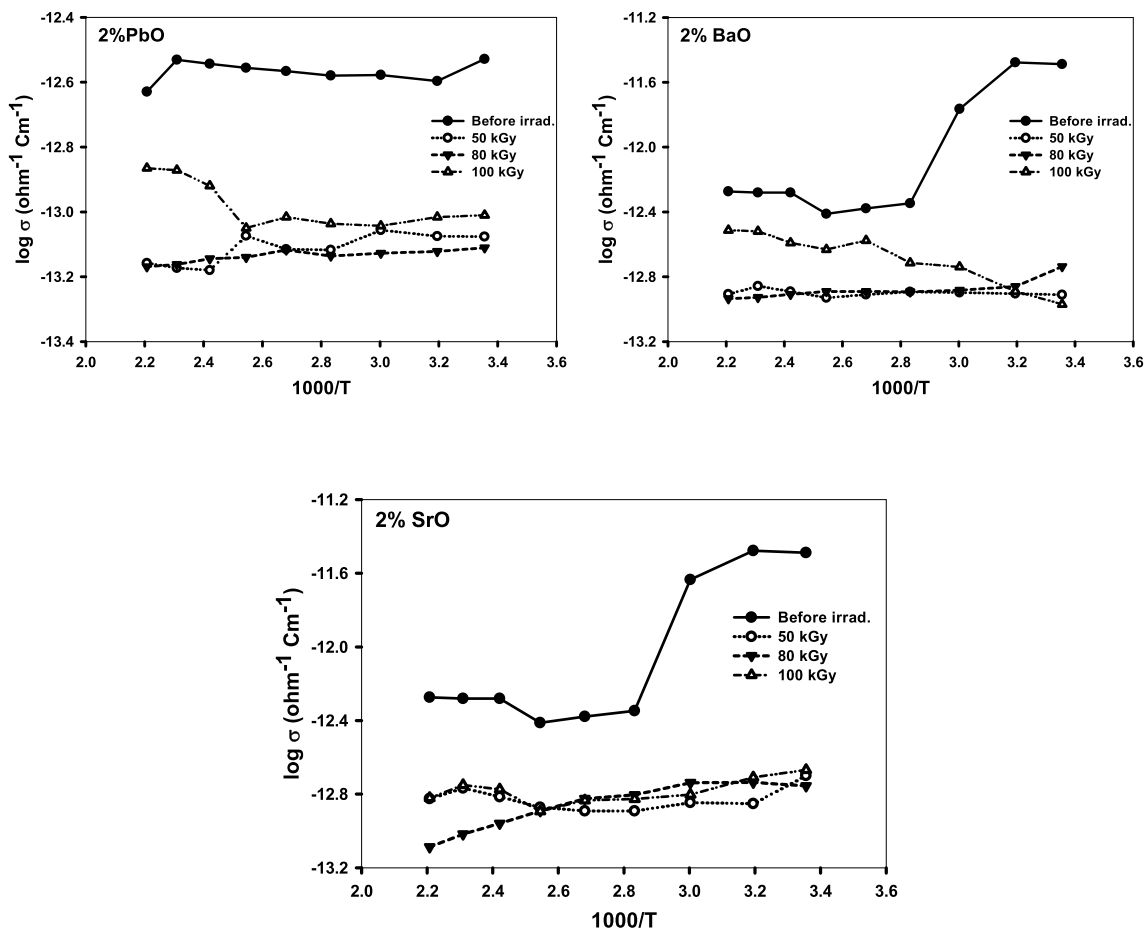 2%PbO
log σ (ohm-1 Cm-1)
-12.4
-12.6
-12.8
-13.0
-13.2
-13.4
Before irrad.
50 kGy
80 kGy
100 kGy
2.0 2.2 2.4 2.6 2.8 3.0 3.2 3.4 3.6
1000/T
2% BaO
log σ (ohm-1 Cm-1)
-11.2
-11.6
-12.0
-12.4
-12.8
-13.2
Before irrad.
50 kGy
80 kGy
100 kGy
2.0 2.2 2.4 2.6 2.8 3.0 3.2 3.4 3.6
1000/T
2% SrO
log σ (ohm-1 Cm-1)
-11.2
-11.6
-12.0
-12.4
-12.8
-13.2
Before irrad.
50 kGy
80 kGy
100 kGy
2.0 2.2 2.4 2.6 2.8 3.0 3.2 3.4 3.6
1000/T